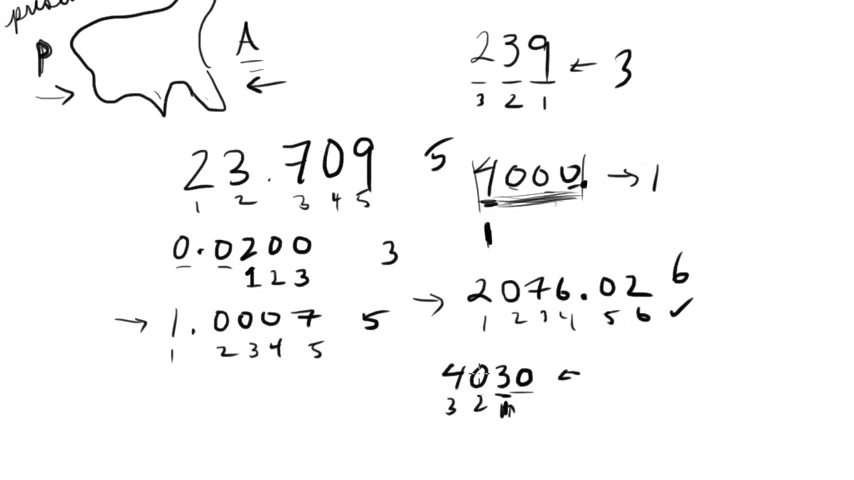 P
A
239 ← 3
3 2 1
23.709 5
1 2 3 4 5
4000. → 1
1
0.0200 3
1 2 3
→ 1.0007 5
1 2 3 4 5
→ 2076.02 6 ✓
1 2 3 4 5 6
4030 ←
3 2